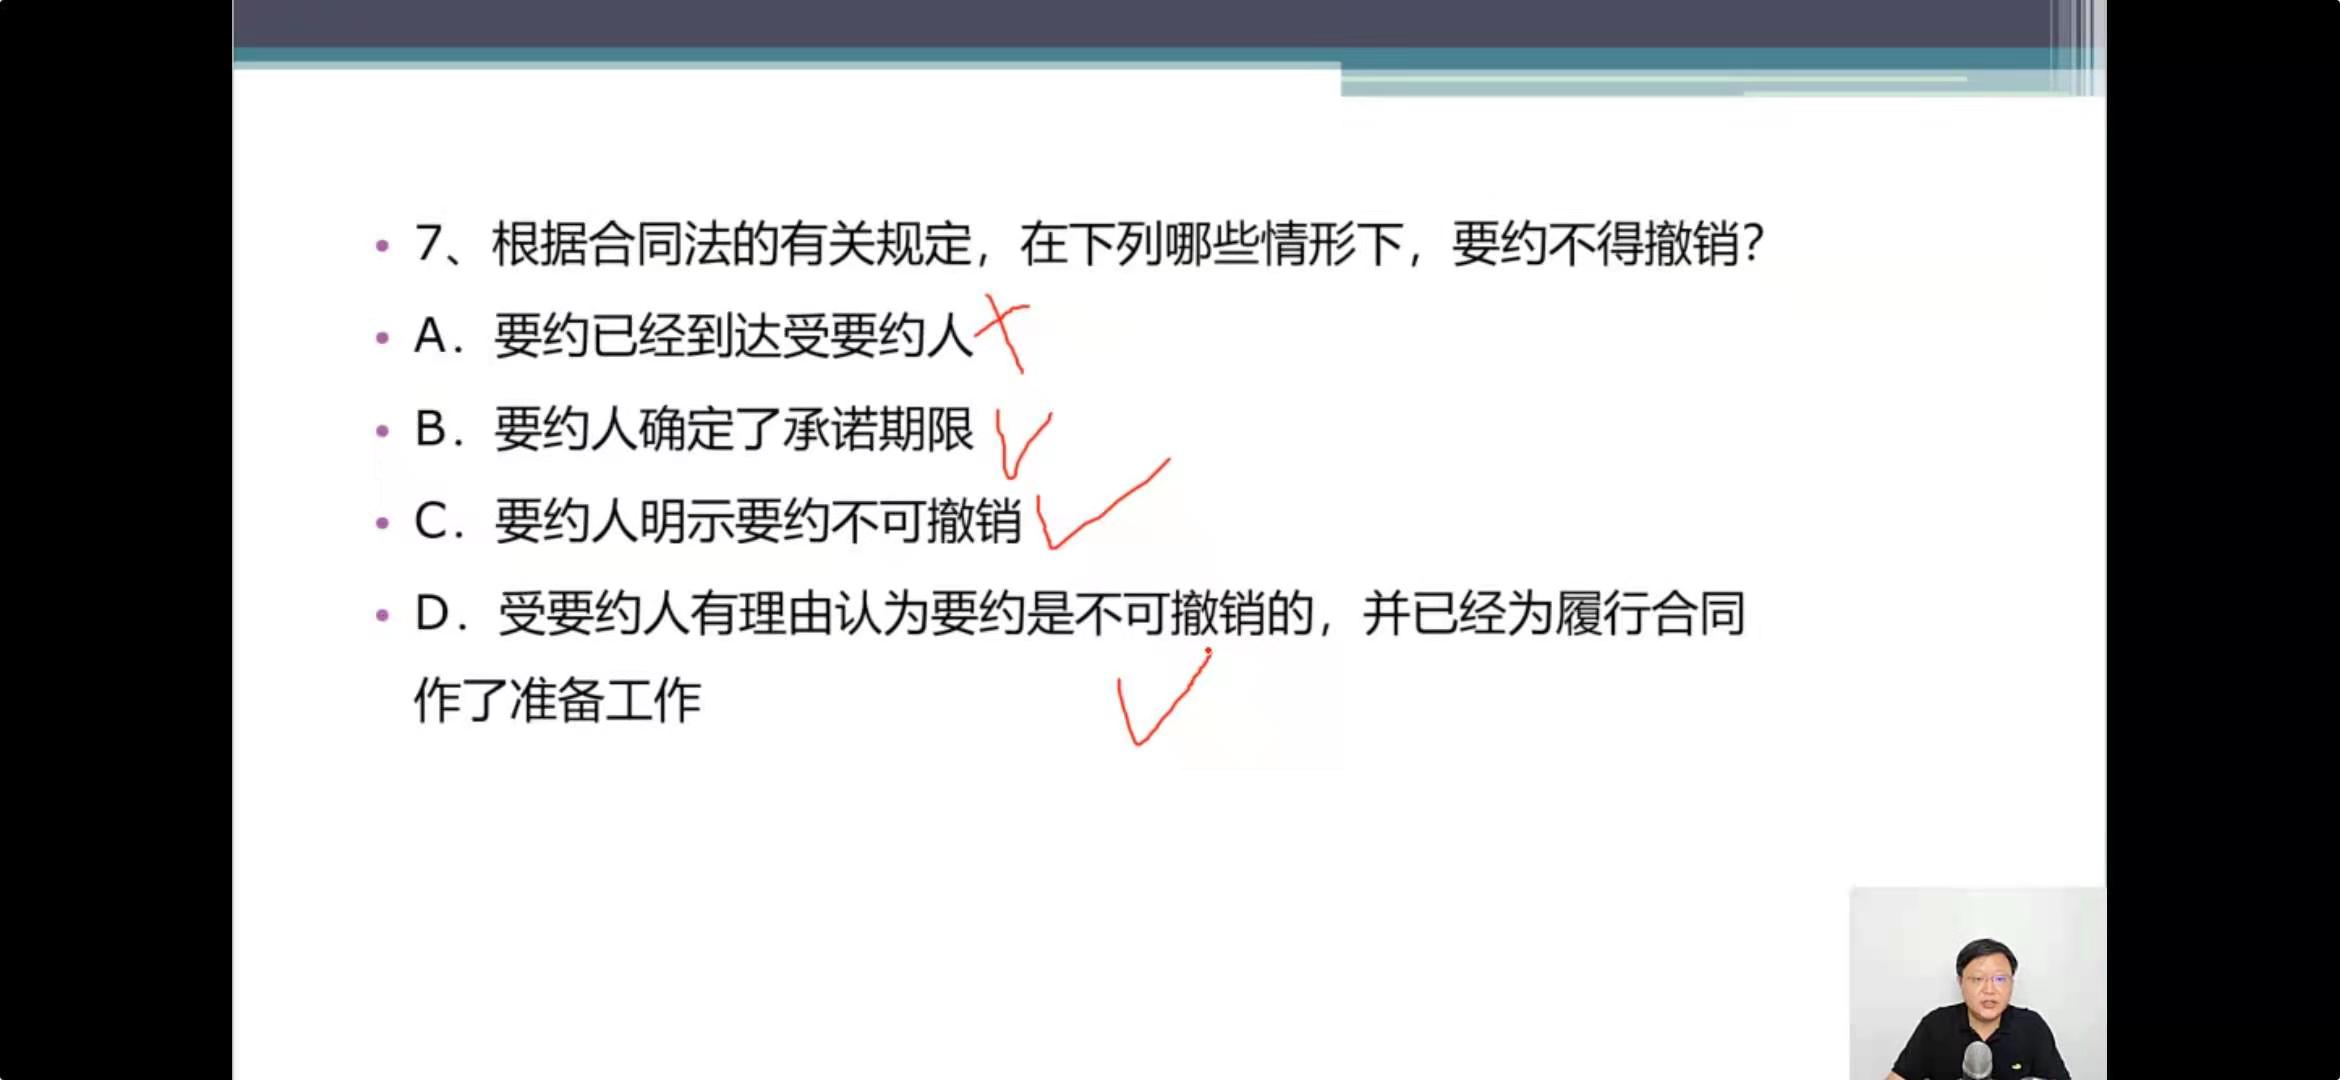 7、根据合同法的有关规定，在下列哪些情形下，要约不得撤销？
A．要约已经到达受要约人
B．要约人确定了承诺期限
C．要约人明示要约不可撤销
D．受要约人有理由认为要约是不可撤销的，并已经为履行合同
作了准备工作